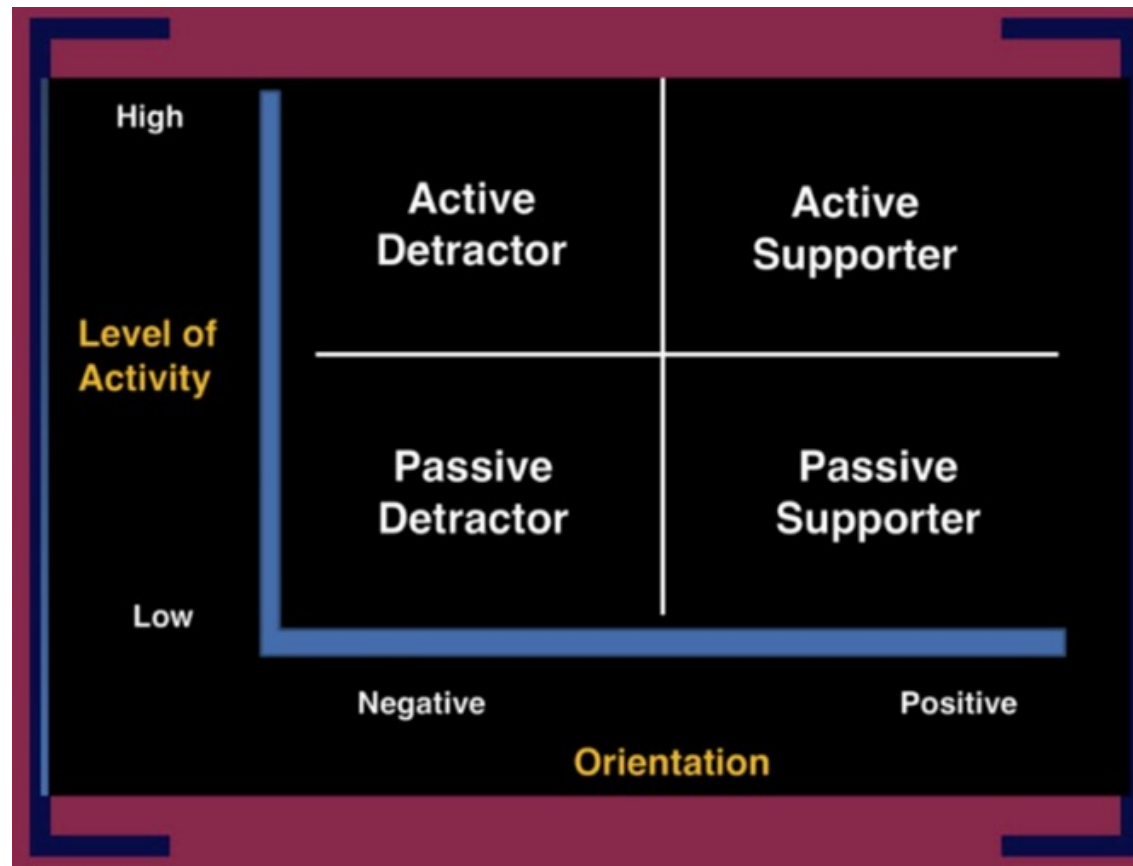 High
Active
Detractor
Active
Supporter
Level of
Activity
Passive
Detractor
Passive
Supporter
Low
Negative
Positive
Orientation